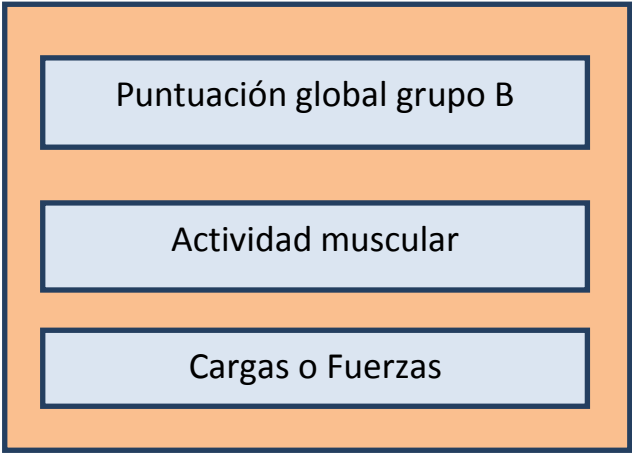 Puntuación global grupo B
Actividad muscular
Cargas o Fuerzas